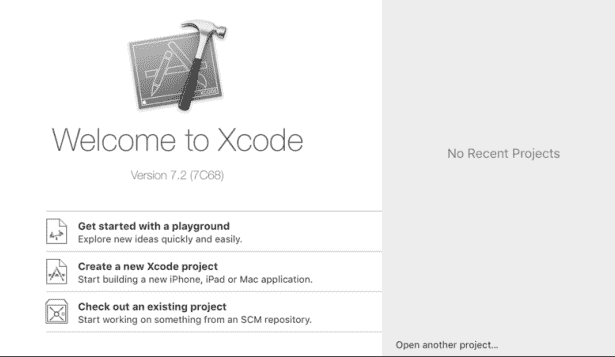 Welcome to Xcode
Version 7.2 (7C68)
Get started with a playground
Explore new ideas quickly and easily.
Create a new Xcode project
Start building a new iPhone, iPad or Mac application.
Check out an existing project
Start working on something from an SCM repository.
No Recent Projects
Open another project...